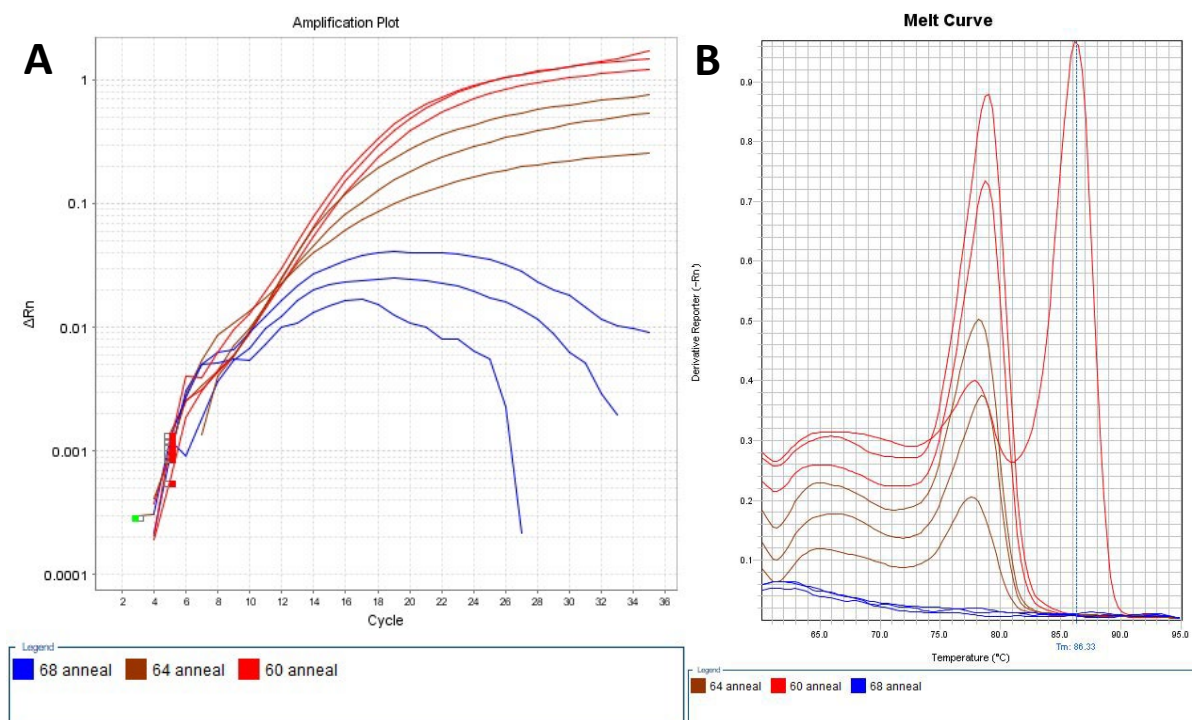 A
Amplification Plot
ΔRn
1
0.1
0.01
0.001
0.0001
2 4 6 8 10 12 14 16 18 20 22 24 26 28 30 32 34 36
Cycle
Legend
68 anneal 64 anneal 60 anneal
B
Melt Curve
Derivative Reporter (-Rn)
0.9
0.8
0.7
0.6
0.5
0.4
0.3
0.2
0.1
65.0 70.0 75.0 80.0 85.0 90.0 95.0
Tm: 86.33
Temperature (°C)
Legend
64 anneal 60 anneal 68 anneal